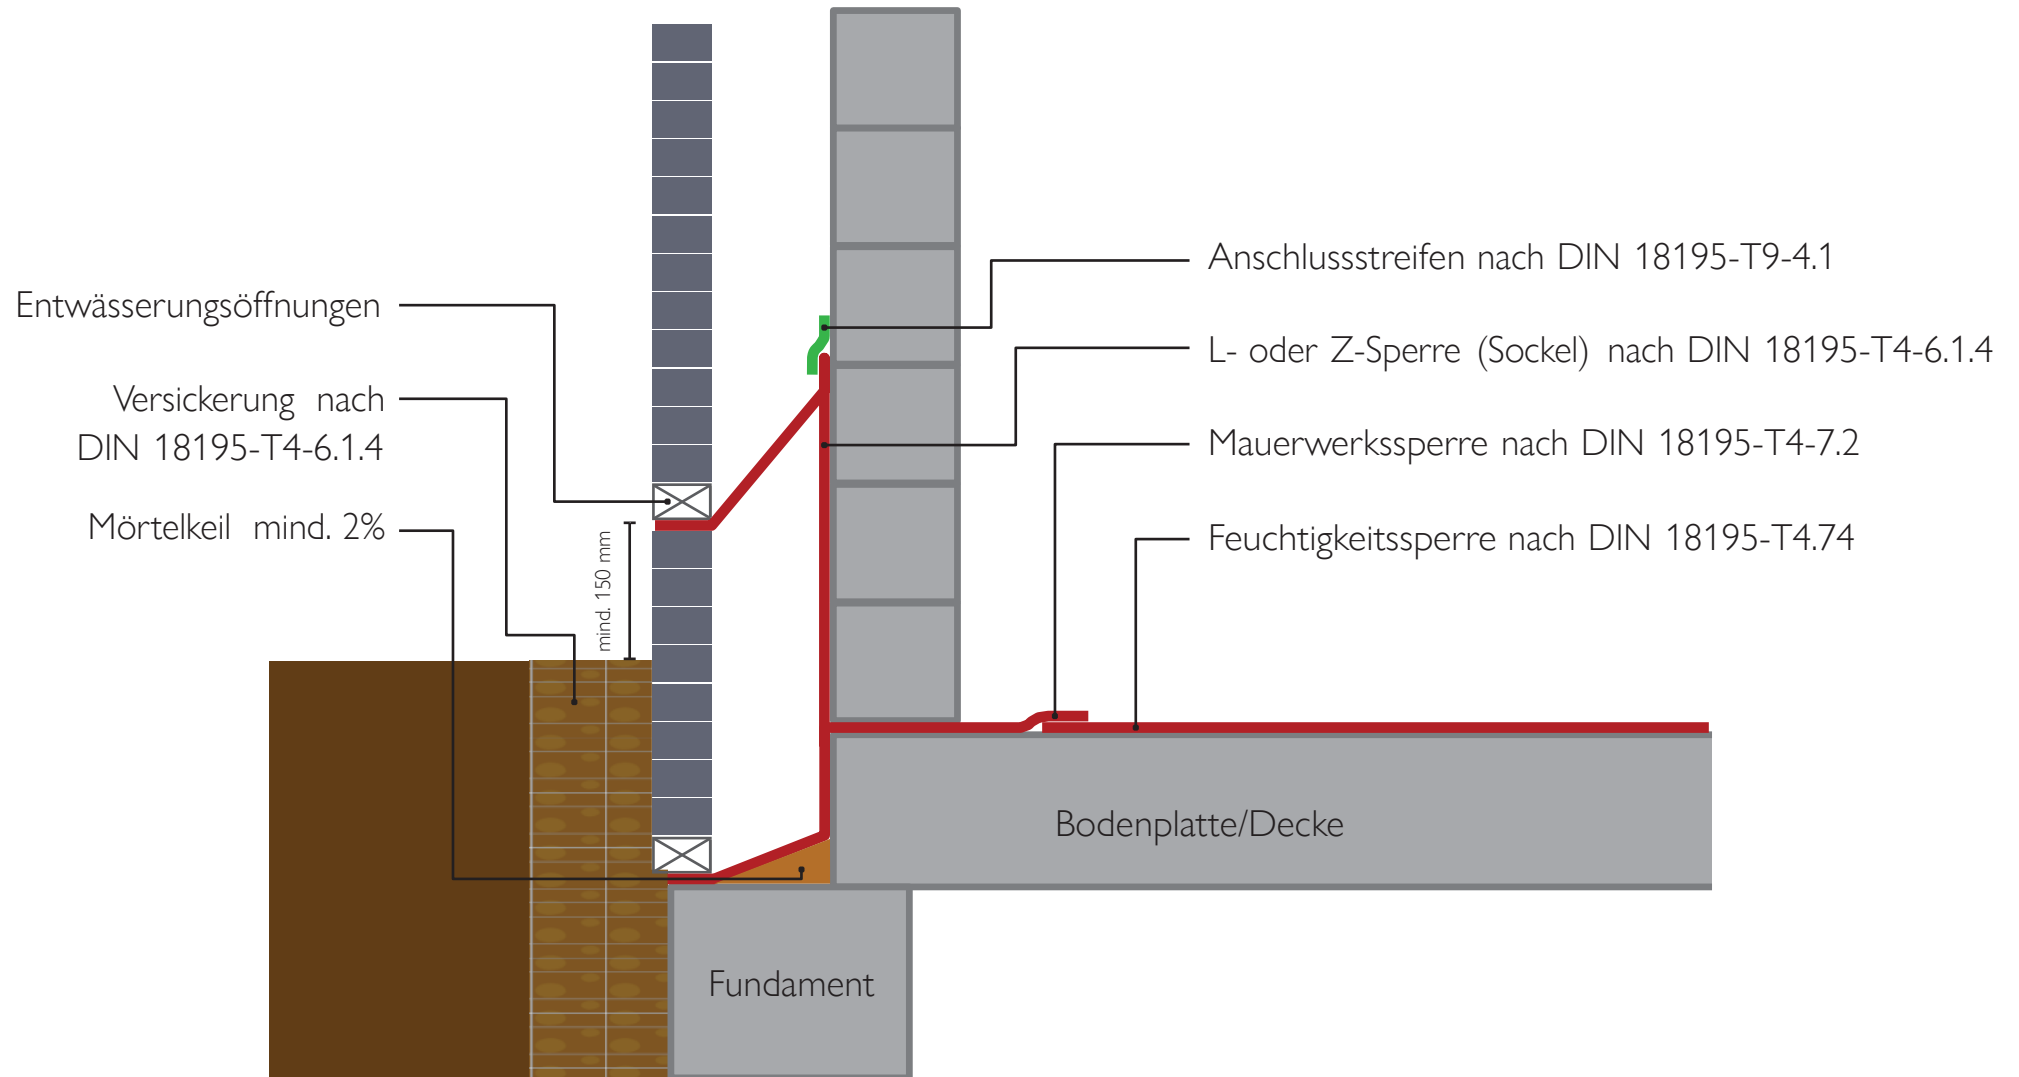 Entwässerungsöffnungen
Versickerung nach
DIN 18195-T4-6.1.4
Mörtelkeil mind. 2%
mind. 150 mm
Anschlussstreifen nach DIN 18195-T9-4.1
L- oder Z-Sperre (Sockel) nach DIN 18195-T4-6.1.4
Mauerwerkssperre nach DIN 18195-T4-7.2
Feuchtigkeitssperre nach DIN 18195-T4.74
Bodenplatte/Decke
Fundament